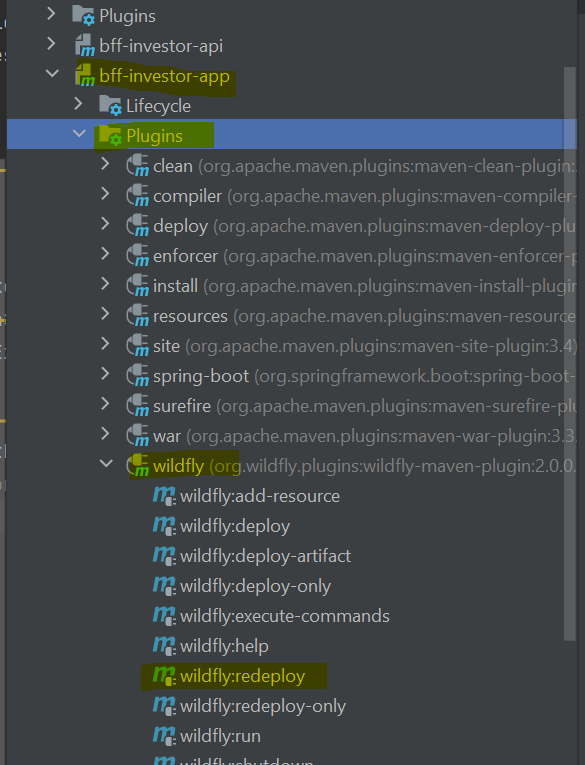 Plugins
bff-investor-api
bff-investor-app
Lifecycle
Plugins
clean (org.apache.maven.plugins:maven-clean-plugin:
compiler (org.apache.maven.plugins:maven-compiler-
deploy (org.apache.maven.plugins:maven-deploy-plu
enforcer (org.apache.maven.plugins:maven-enforcer-p
install (org.apache.maven.plugins:maven-install-plugin
resources (org.apache.maven.plugins:maven-resource
site (org.apache.maven.plugins:maven-site-plugin:3.4)
spring-boot (org.springframework.boot:spring-boot-
surefire (org.apache.maven.plugins:maven-surefire-plu
war (org.apache.maven.plugins:maven-war-plugin:3.3.
wildfly (org.wildfly.plugins:wildfly-maven-plugin:2.0.0.
wildfly:add-resource
wildfly:deploy
wildfly:deploy-artifact
wildfly:deploy-only
wildfly:execute-commands
wildfly:help
wildfly:redeploy
wildfly:redeploy-only
wildfly:run
wildfly:shutdown